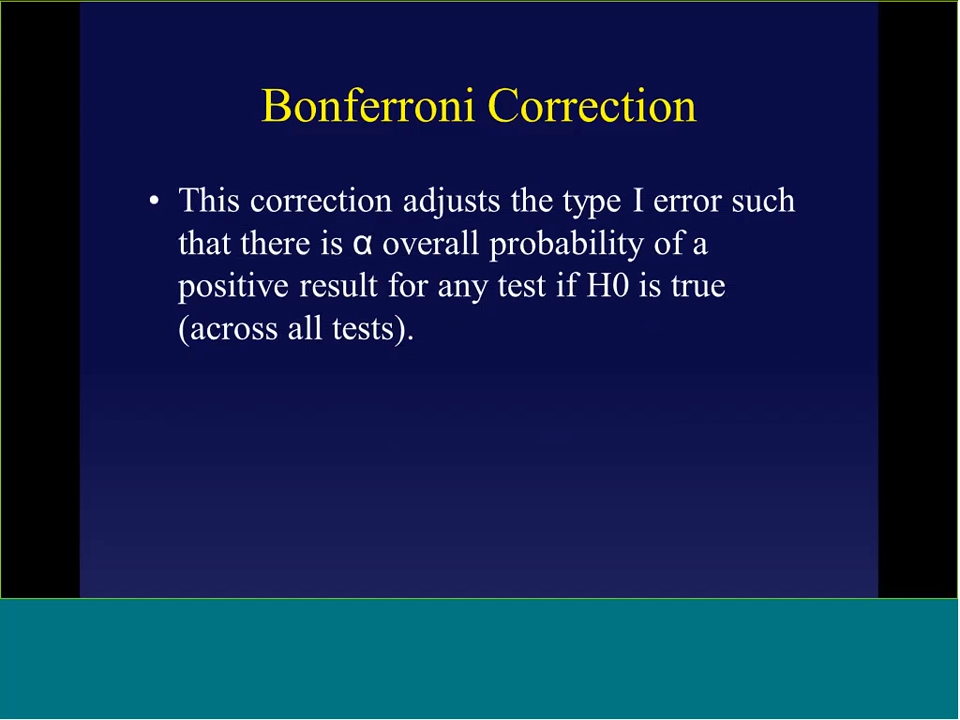 Bonferroni Correction
• This correction adjusts the type I error such
that there is α overall probability of a
positive result for any test if H0 is true
(across all tests).